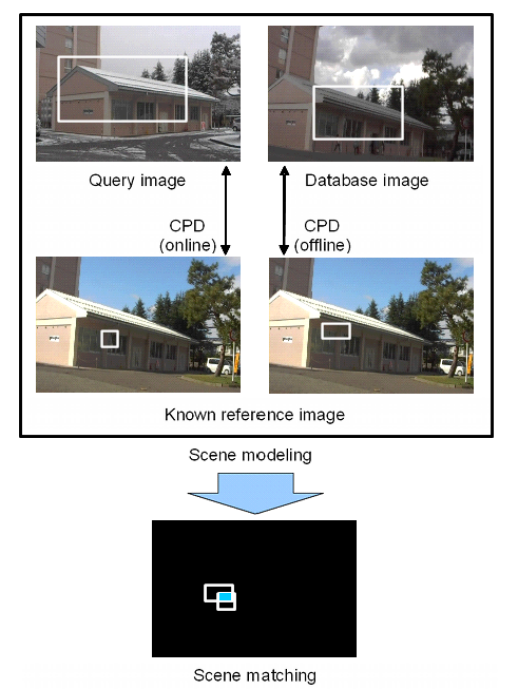 Query image
Database image
CPD
(online)
CPD
(offline)
Known reference image
Scene modeling
Scene matching